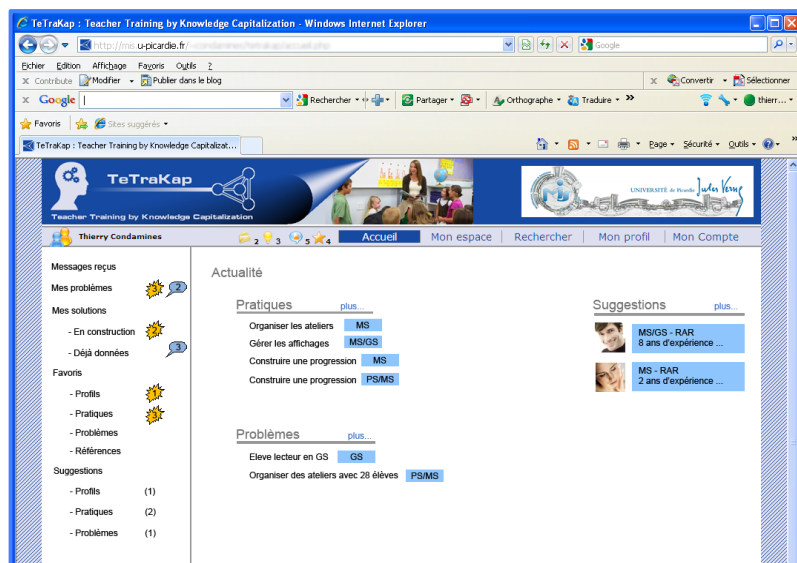 TeTraKap : Teacher Training by Knowledge Capitalization - Windows Internet Explorer
http://mis.u-picardie.fr/
Google
Fichier Edition Affichage Favoris Outils ?
x Contribute Modifier Publier dans le blog
x Convertir Sélectionner
x Google Rechercher Partager Orthographe Traduire » thierr...
Favoris Sites suggérés
TeTraKap : Teacher Training by Knowledge Capitalizat...
Page Sécurité Outils »
TeTraKap
Teacher Training by Knowledge Capitalization
MIS
UNIVERSITÉ de Picardie Jules Verne
Thierry Condamines 2 3 5 4 Accueil Mon espace Rechercher Mon profil Mon Compte
Messages reçus
Mes problèmes 3 2
Mes solutions
- En construction 2
- Déjà données 3
Favoris
- Profils 1
- Pratiques 3
- Problèmes
- Références
Suggestions
- Profils (1)
- Pratiques (2)
- Problèmes (1)
Actualité
Pratiques plus...
Organiser les ateliers MS
Gérer les affichages MS/GS
Construire une progression MS
Construire une progression PS/MS
Problèmes plus...
Eleve lecteur en GS GS
Organiser des ateliers avec 28 élèves PS/MS
Suggestions plus...
MS/GS - RAR
8 ans d'expérience ...
MS - RAR
2 ans d'expérience ...